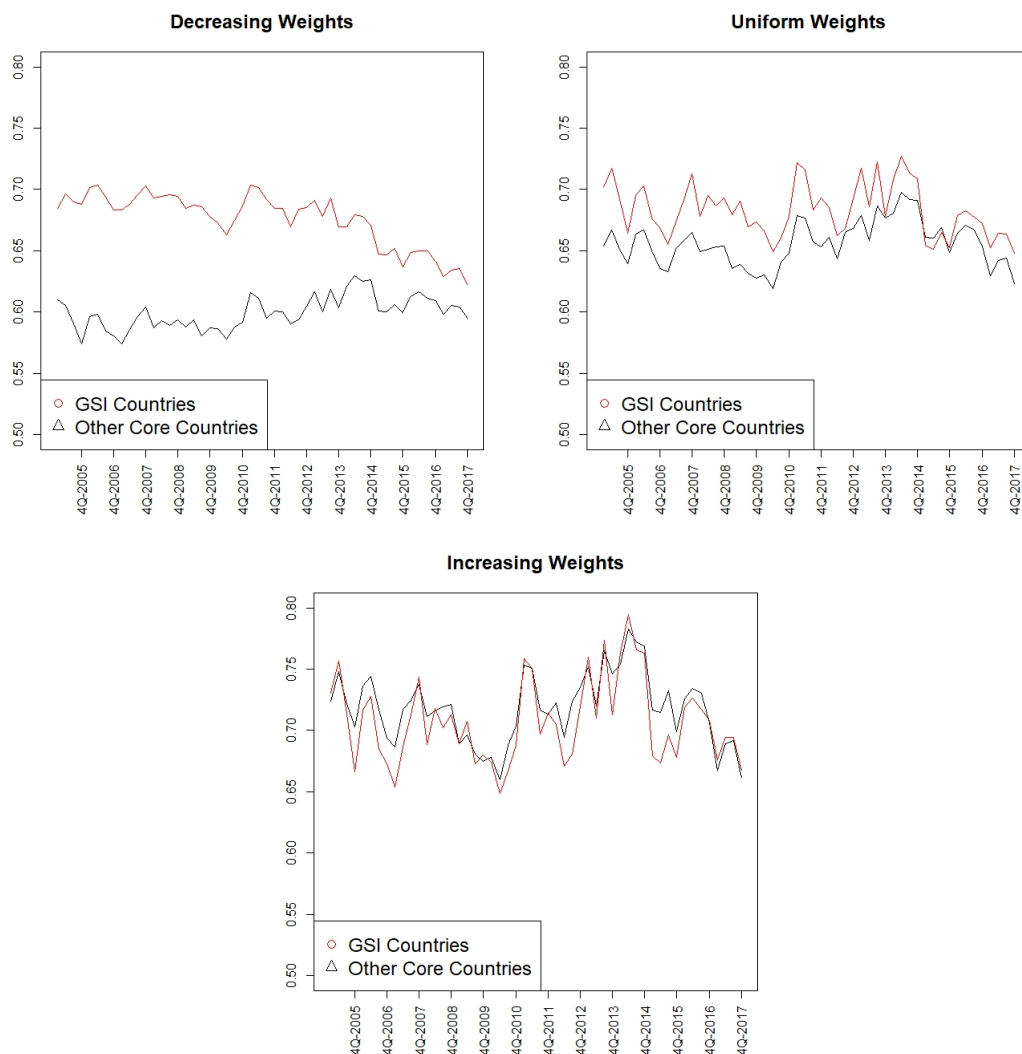 Decreasing Weights
0.80
0.75
0.70
0.65
0.60
0.55
0.50
GSI Countries
Other Core Countries
4Q-2005
4Q-2006
4Q-2007
4Q-2008
4Q-2009
4Q-2010
4Q-2011
4Q-2012
4Q-2013
4Q-2014
4Q-2015
4Q-2016
4Q-2017
Uniform Weights
0.80
0.75
0.70
0.65
0.60
0.55
0.50
GSI Countries
Other Core Countries
4Q-2005
4Q-2006
4Q-2007
4Q-2008
4Q-2009
4Q-2010
4Q-2011
4Q-2012
4Q-2013
4Q-2014
4Q-2015
4Q-2016
4Q-2017
Increasing Weights
0.80
0.75
0.70
0.65
0.60
0.55
0.50
GSI Countries
Other Core Countries
4Q-2005
4Q-2006
4Q-2007
4Q-2008
4Q-2009
4Q-2010
4Q-2011
4Q-2012
4Q-2013
4Q-2014
4Q-2015
4Q-2016
4Q-2017